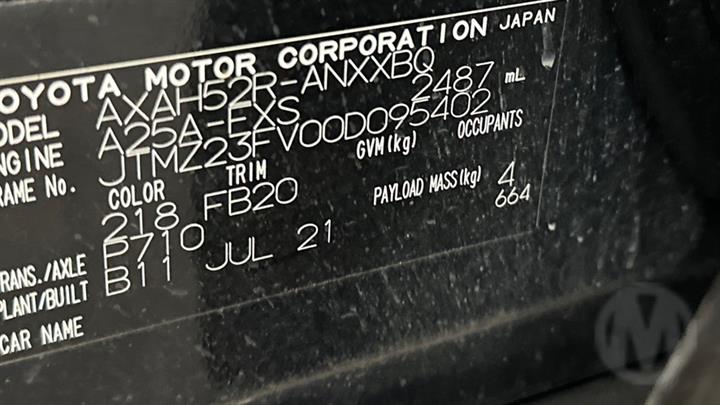 TOYOTA MOTOR CORPORATION JAPAN
MODEL AXAH52R-ANXXBQ
ENGINE A25A-FXS 2487 mL
FRAME No. JTMZ23FV00D095402
COLOR TRIM GVM(kg) OCCUPANTS
218 FB20 PAYLOAD MASS(kg) 4
664
TRANS./AXLE P710
PLANT/BUILT B11 JUL 21
CAR NAME
M